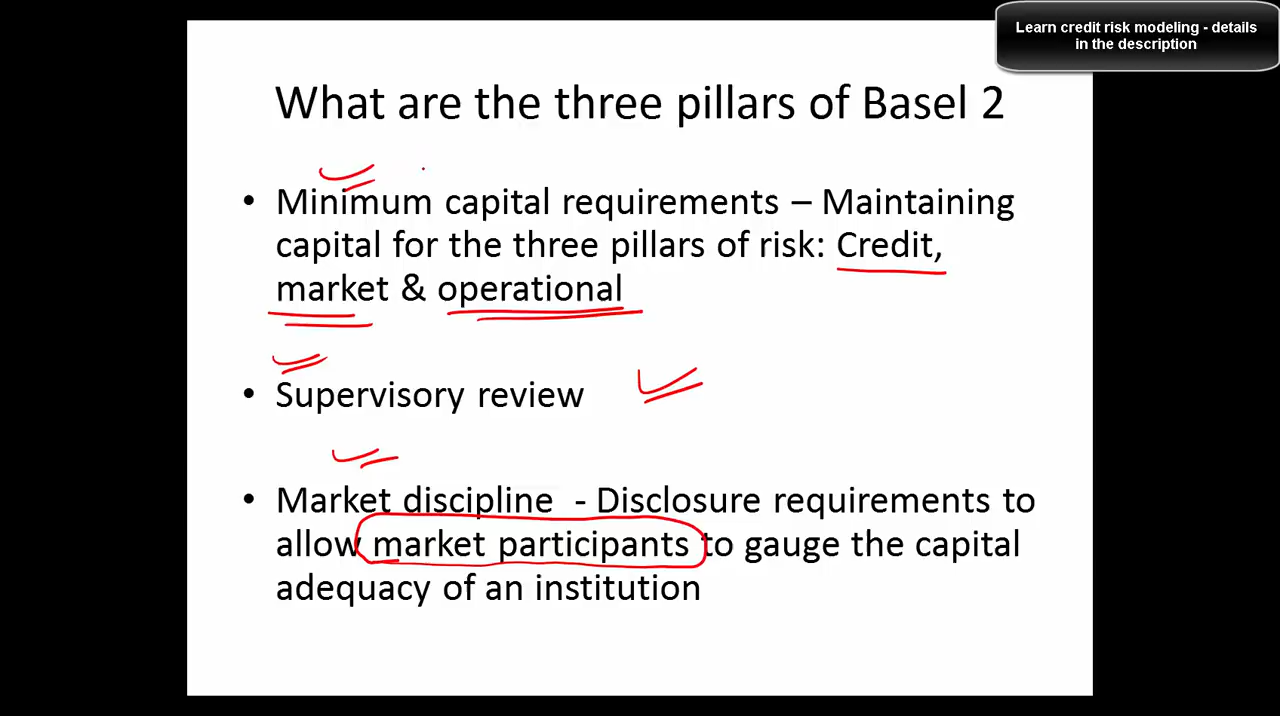 Learn credit risk modeling - details
in the description
What are the three pillars of Basel 2
• Minimum capital requirements – Maintaining
capital for the three pillars of risk: Credit,
market & operational
• Supervisory review
• Market discipline - Disclosure requirements to
allow market participants to gauge the capital
adequacy of an institution